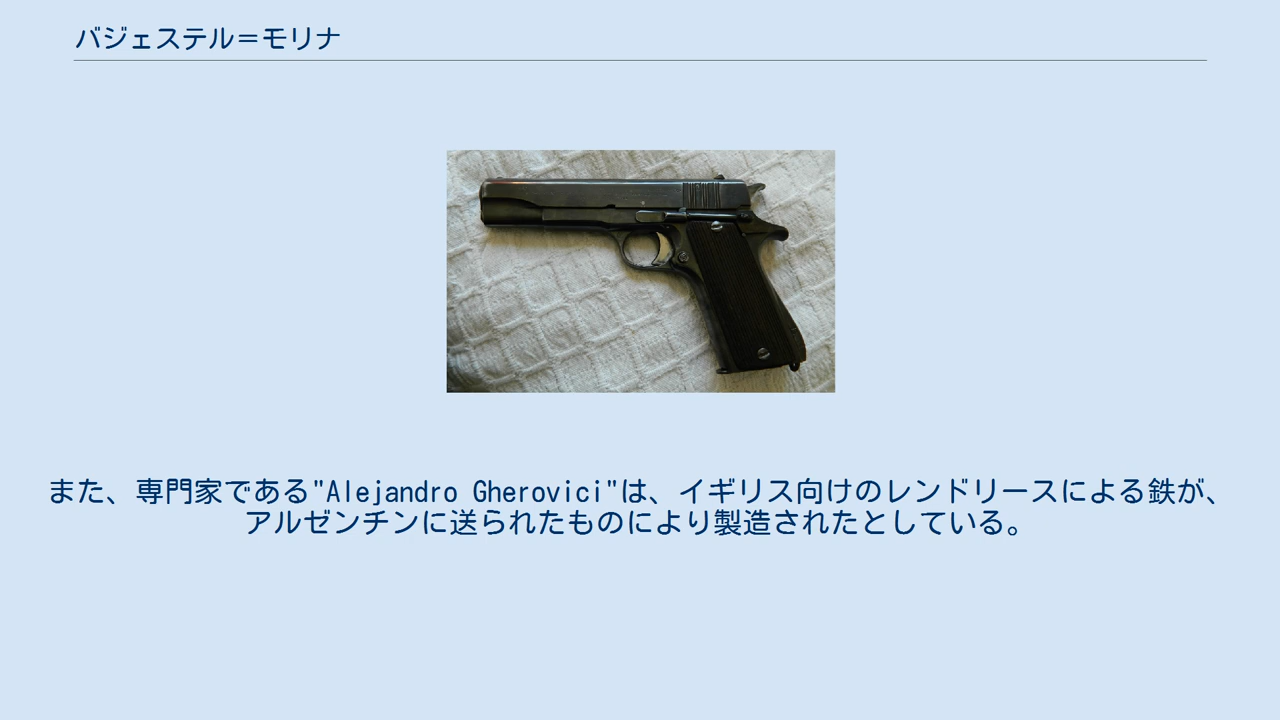 バジェステル＝モリナ
また、専門家である"Alejandro Gherovici"は、イギリス向けのレンドリースによる鉄が、
アルゼンチンに送られたものにより製造されたとしている。